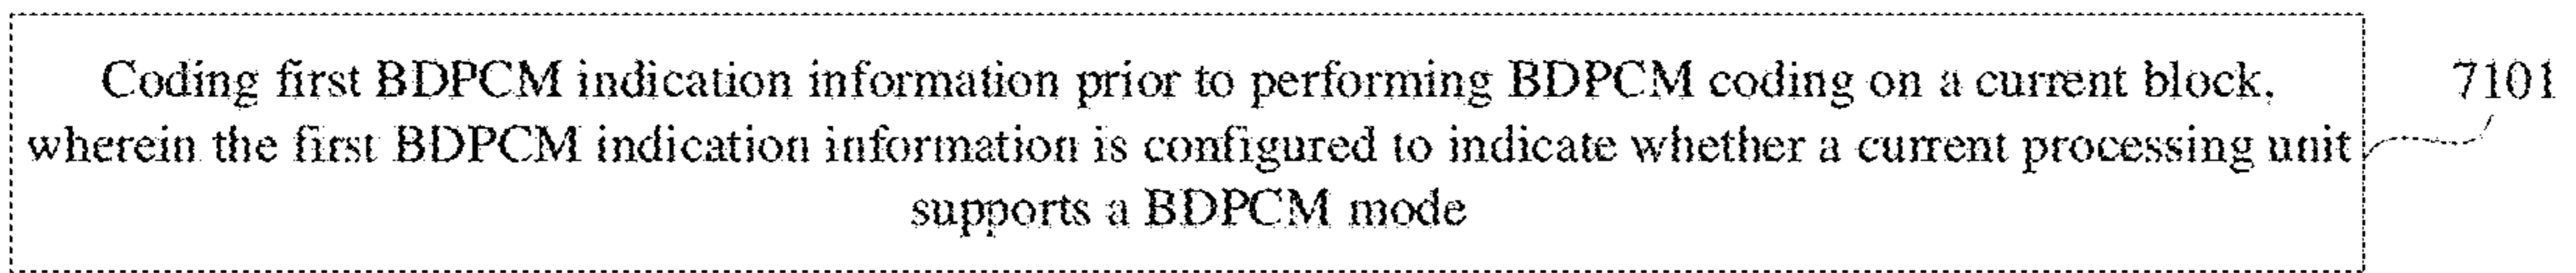 Coding first BDPCM indication information prior to performing BDPCM coding on a current block, 7101
wherein the first BDPCM indication information is configured to indicate whether a current processing unit
supports a BDPCM mode